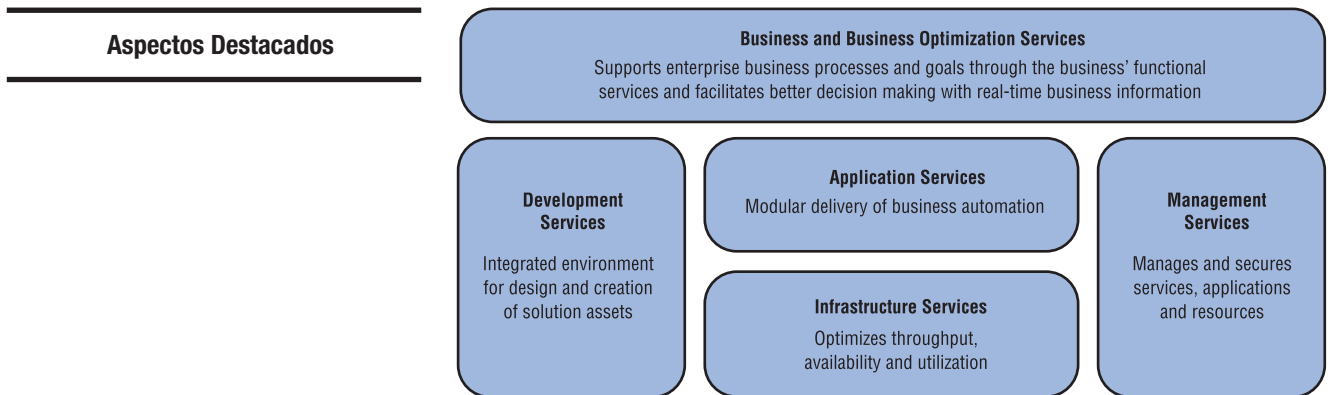 Aspectos Destacados
Business and Business Optimization Services
Supports enterprise business processes and goals through the business’ functional
services and facilitates better decision making with real-time business information
Development
Services
Integrated environment
for design and creation
of solution assets
Application Services
Modular delivery of business automation
Infrastructure Services
Optimizes throughput,
availability and utilization
Management
Services
Manages and secures
services, applications
and resources